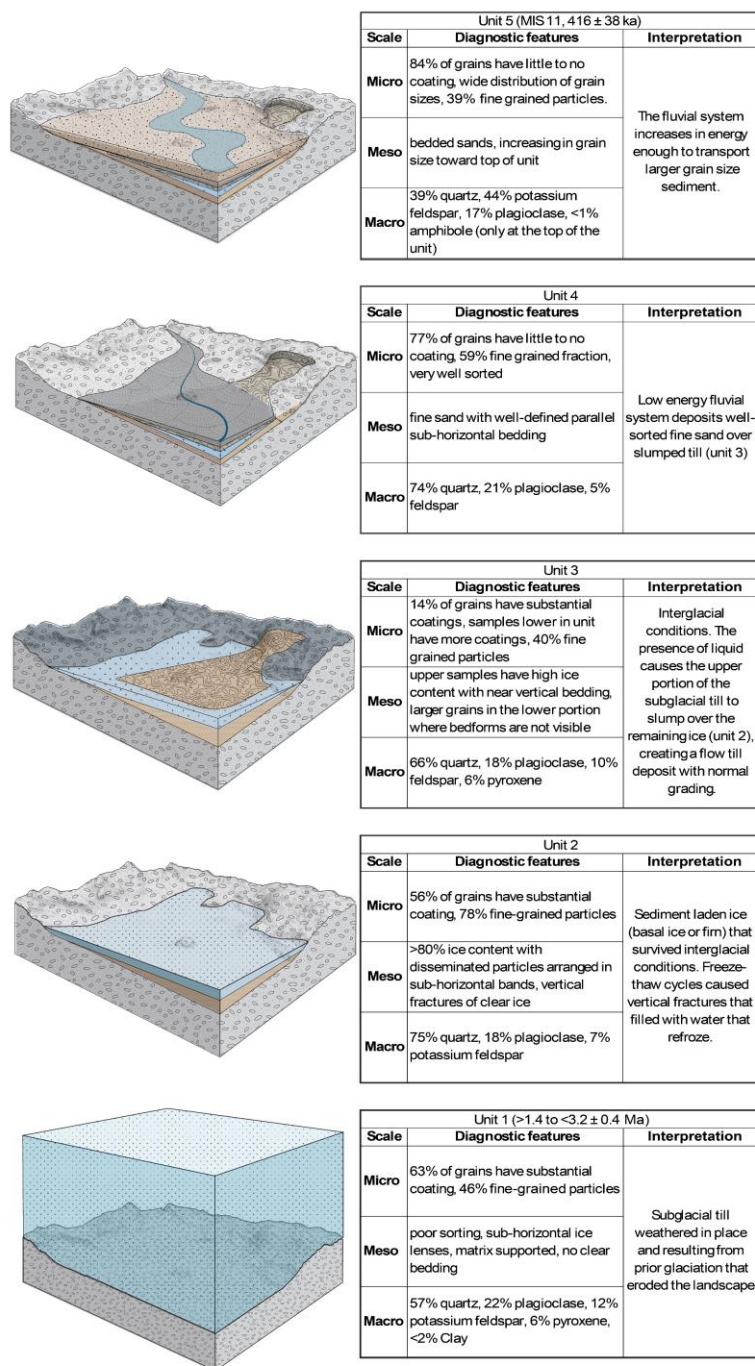 Unit 5 (MIS 11, 416 ± 38 ka)
Scale Diagnostic features Interpretation
Micro
84% of grains have little to no
coating, wide distribution of grain
sizes, 39% fine grained particles.
Meso
bedded sands, increasing in grain
size toward top of unit
Macro
39% quartz, 44% potassium
feldspar, 17% plagioclase, <1%
amphibole (only at the top of the
unit)
The fluvial system
increases in energy
enough to transport
larger grain size
sediment.
Unit 4
Scale Diagnostic features Interpretation
Micro
77% of grains have little to no
coating, 59% fine grained fraction,
very well sorted
Meso
fine sand with well-defined parallel
sub-horizontal bedding
Macro
74% quartz, 21% plagioclase, 5%
feldspar
Low energy fluvial
system deposits well-
sorted fine sand over
slumped till (unit 3)
Unit 3
Scale Diagnostic features Interpretation
Micro
14% of grains have substantial
coatings, samples lower in unit
have more coatings, 40% fine
grained particles
Meso
upper samples have high ice
content with near vertical bedding,
larger grains in the lower portion
where bedforms are not visible
Macro
66% quartz, 18% plagioclase, 10%
feldspar, 6% pyroxene
Interglacial
conditions. The
presence of liquid
causes the upper
portion of the
subglacial till to
slump over the
remaining ice (unit 2),
creating a flow till
deposit with normal
grading.
Unit 2
Scale Diagnostic features Interpretation
Micro
56% of grains have substantial
coating, 78% fine-grained particles
Meso
>80% ice content with
disseminated particles arranged in
sub-horizontal bands, vertical
fractures of clear ice
Macro
75% quartz, 18% plagioclase, 7%
potassium feldspar
Sediment laden ice
(basal ice or firn) that
survived interglacial
conditions. Freeze-
thaw cycles caused
vertical fractures that
filled with water that
refroze.
Unit 1 (>1.4 to <3.2 ± 0.4 Ma)
Scale Diagnostic features Interpretation
Micro
63% of grains have substantial
coating, 46% fine-grained particles
Meso
poor sorting, sub-horizontal ice
lenses, matrix supported, no clear
bedding
Macro
57% quartz, 22% plagioclase, 12%
potassium feldspar, 6% pyroxene,
<2% Clay
Subglacial till
weathered in place
and resulting from
prior glaciation that
eroded the landscape